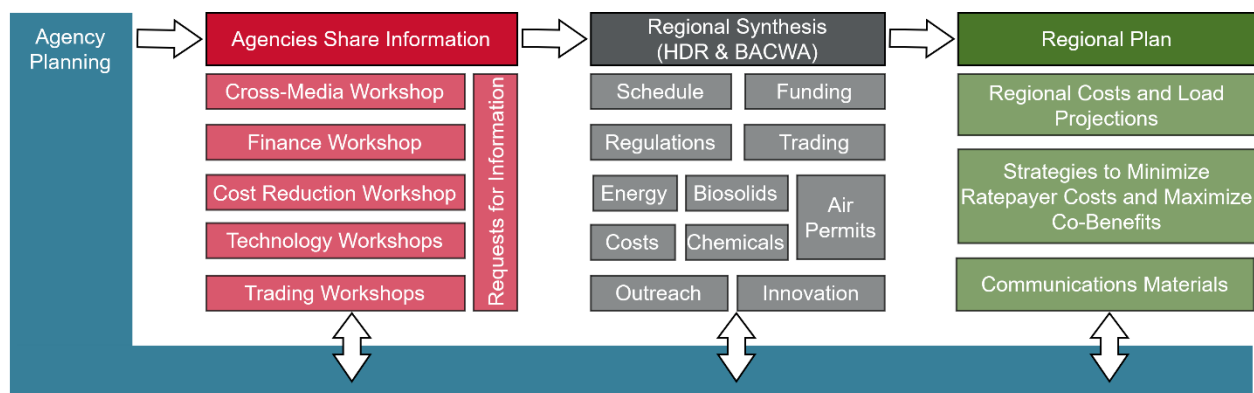 Agency
Planning
Agencies Share Information
Cross-Media Workshop
Finance Workshop
Cost Reduction Workshop
Technology Workshops
Trading Workshops
Requests for Information
Regional Synthesis
(HDR & BACWA)
Schedule
Funding
Regulations
Trading
Energy
Biosolids
Air
Permits
Costs
Chemicals
Outreach
Innovation
Regional Plan
Regional Costs and Load
Projections
Strategies to Minimize
Ratepayer Costs and Maximize
Co-Benefits
Communications Materials